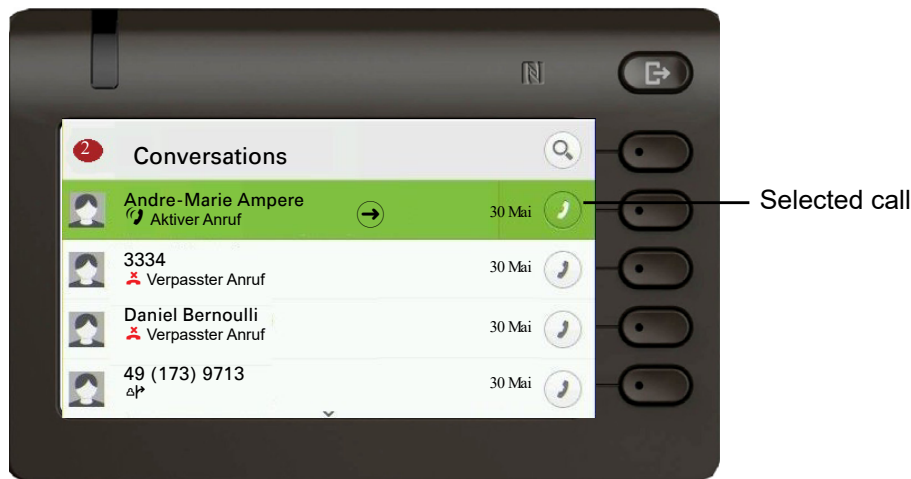 2
Conversations
Andre-Marie Ampere
Aktiver Anruf
30 Mai
Selected call
3334
Verpasster Anruf
30 Mai
Daniel Bernoulli
Verpasster Anruf
30 Mai
49 (173) 9713
30 Mai